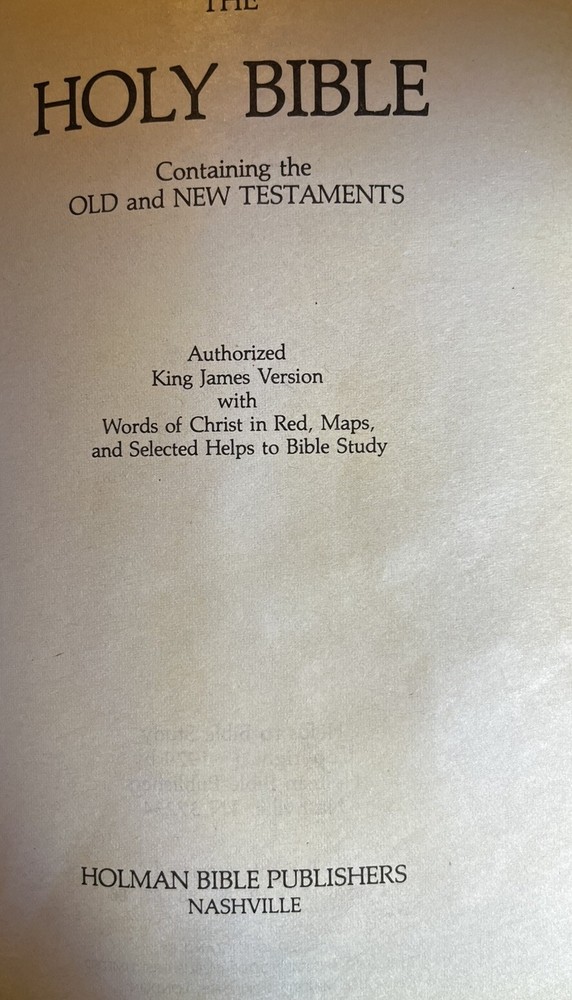 THE
HOLY BIBLE
Containing the
OLD and NEW TESTAMENTS
Authorized
King James Version
with
Words of Christ in Red, Maps,
and Selected Helps to Bible Study
HOLMAN BIBLE PUBLISHERS
NASHVILLE